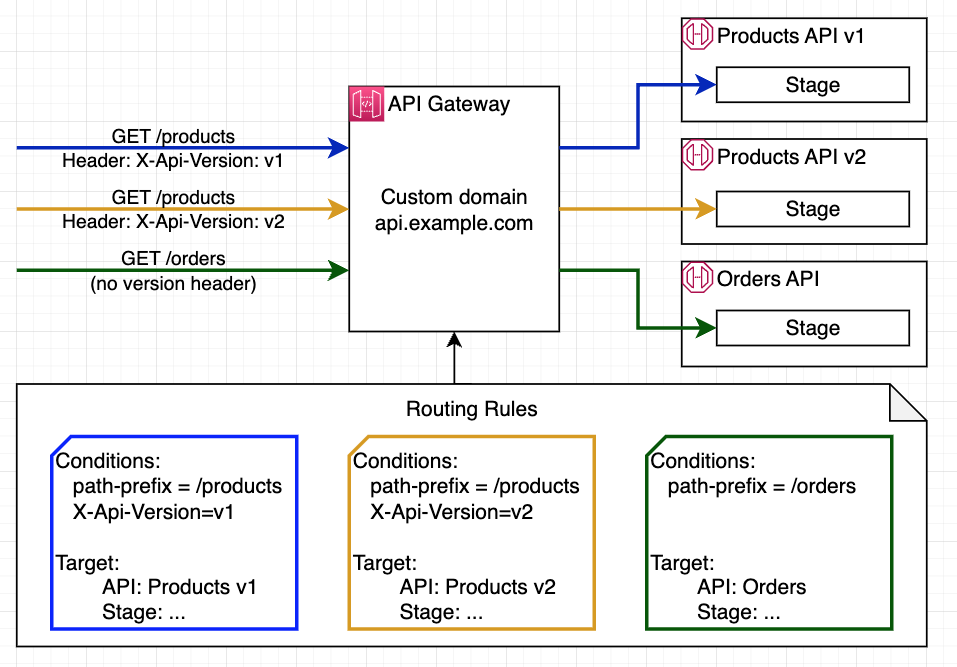 GET /products
Header: X-Api-Version: v1
GET /products
Header: X-Api-Version: v2
GET /orders
(no version header)
API Gateway
Custom domain
api.example.com
Products API v1
Stage
Products API v2
Stage
Orders API
Stage
Routing Rules
Conditions:
path-prefix = /products
X-Api-Version=v1
Target:
API: Products v1
Stage: ...
Conditions:
path-prefix = /products
X-Api-Version=v2
Target:
API: Products v2
Stage: ...
Conditions:
path-prefix = /orders
Target:
API: Orders
Stage: ...